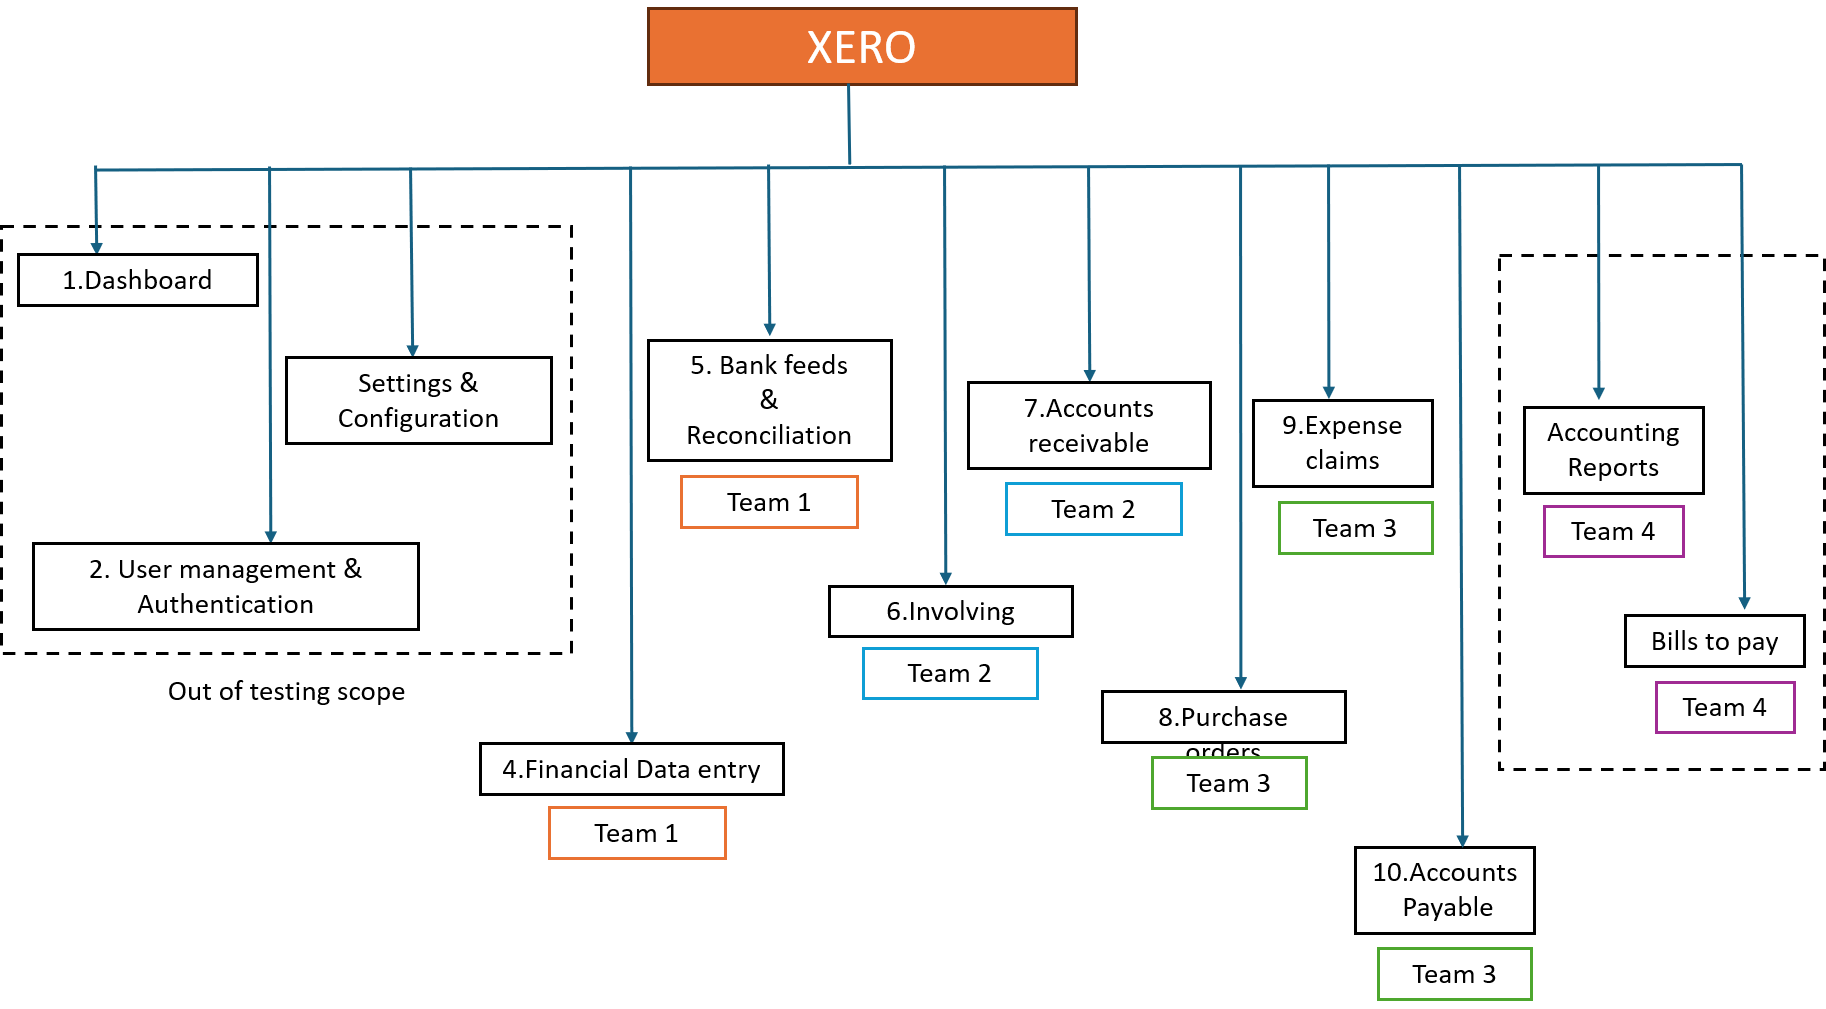 XERO
1.Dashboard
Settings &
Configuration
2. User management &
Authentication
Out of testing scope
4.Financial Data entry
Team 1
5. Bank feeds
&
Reconciliation
Team 1
6.Involving
Team 2
7.Accounts
receivable
Team 2
8.Purchase
orders
Team 3
9.Expense
claims
Team 3
10.Accounts
Payable
Team 3
Accounting
Reports
Team 4
Bills to pay
Team 4